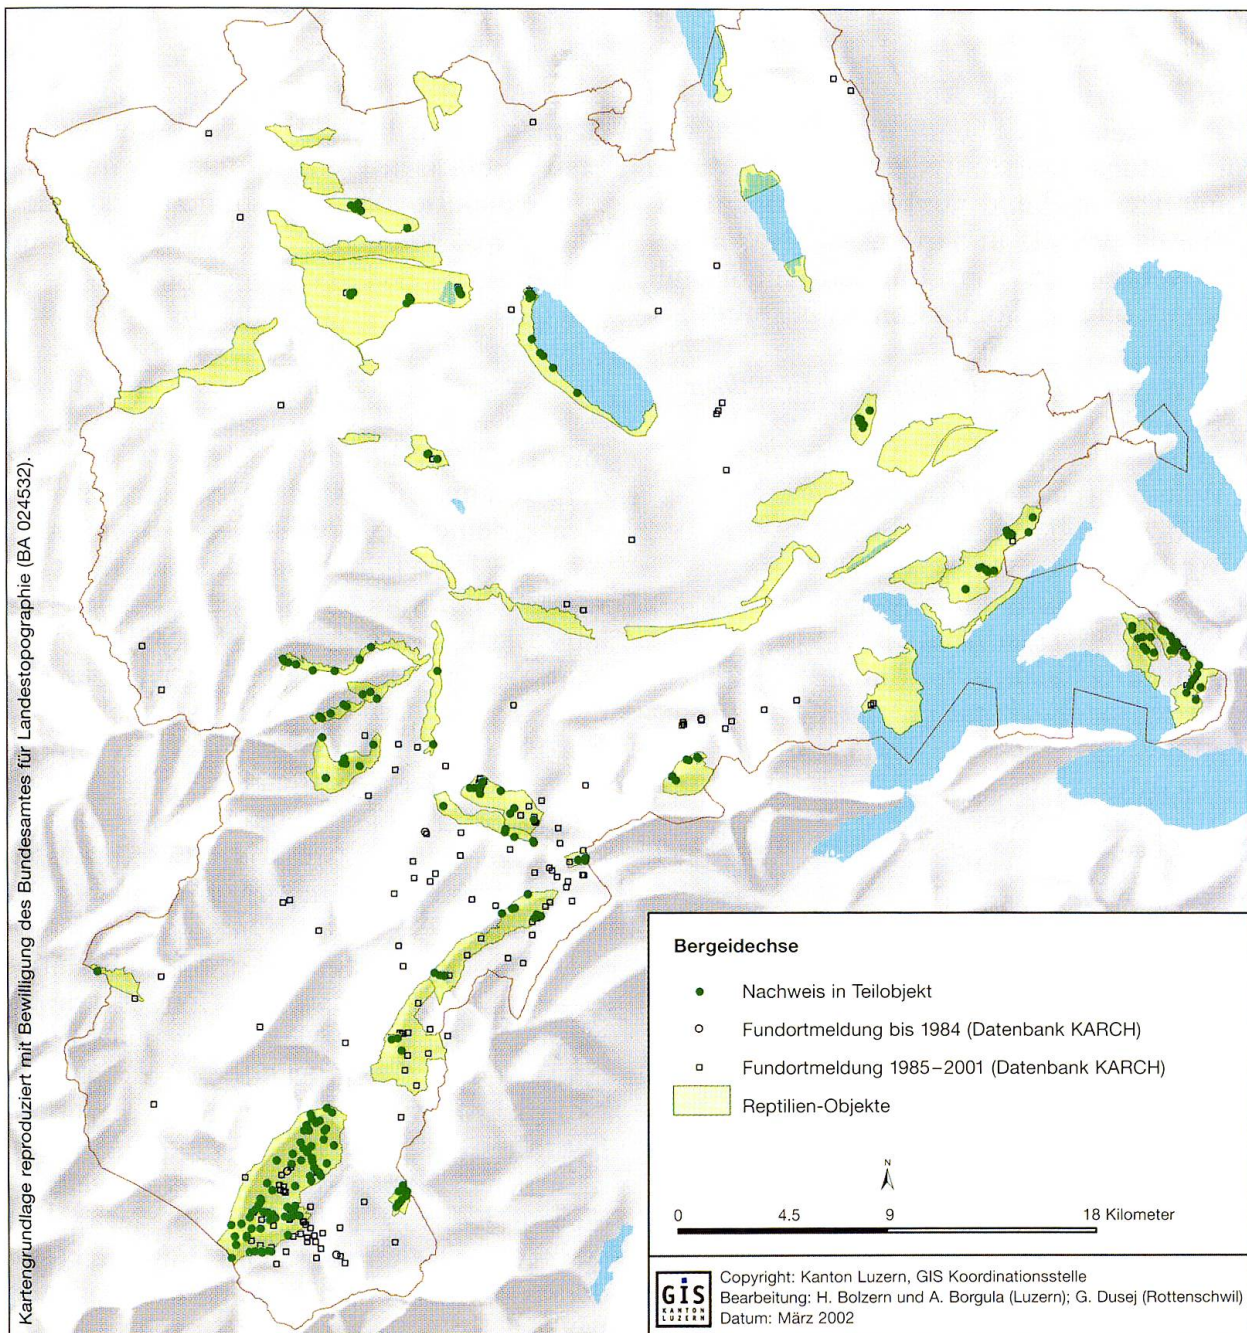 Kartengrundlage reproduziert mit Bewilligung des Bundesamtes für Landestopographie (BA 024532).
Bergeidechse
Nachweis in Teilobjekt
Fundortmeldung bis 1984 (Datenbank KARCH)
Fundortmeldung 1985–2001 (Datenbank KARCH)
Reptilien-Objekte
N
0 4.5 9 18 Kilometer
GiS
KANTON
LUZERN
Copyright: Kanton Luzern, GIS Koordinationsstelle
Bearbeitung: H. Bolzern und A. Borgula (Luzern); G. Dusej (Rottenschwil)
Datum: März 2002